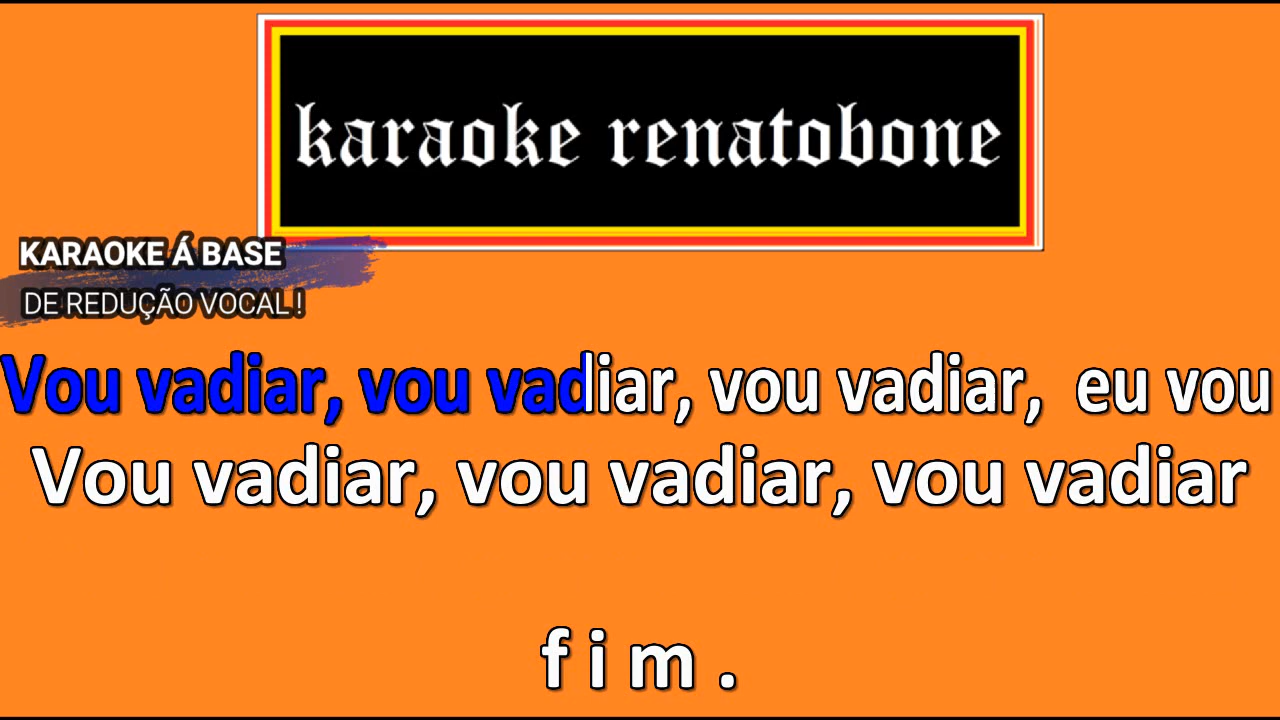 karaoke renatobone
KARAOKE Á BASE
DE REDUÇÃO VOCAL !
Vou vadiar, vou vadiar, vou vadiar, eu vou
Vou vadiar, vou vadiar, vou vadiar
f i m .